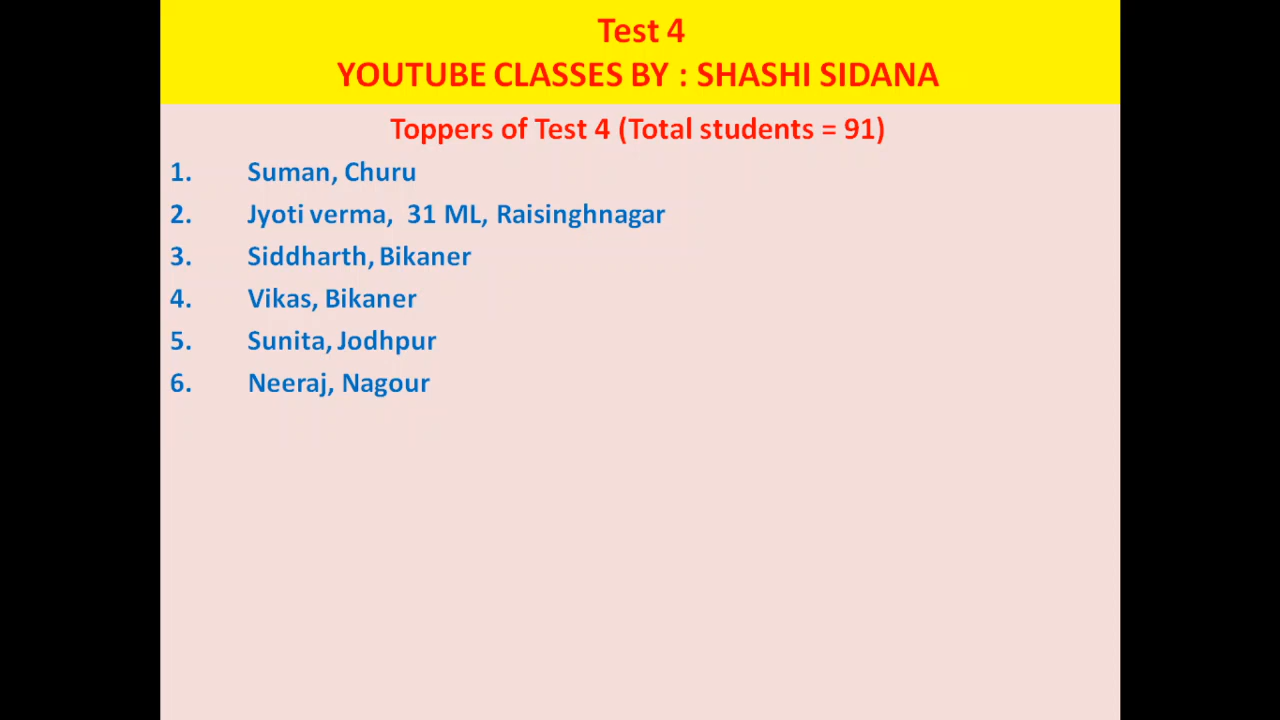 Test 4
YOUTUBE CLASSES BY : SHASHI SIDANA
Toppers of Test 4 (Total students = 91)
1. Suman, Churu
2. Jyoti verma, 31 ML, Raisinghnagar
3. Siddharth, Bikaner
4. Vikas, Bikaner
5. Sunita, Jodhpur
6. Neeraj, Nagour